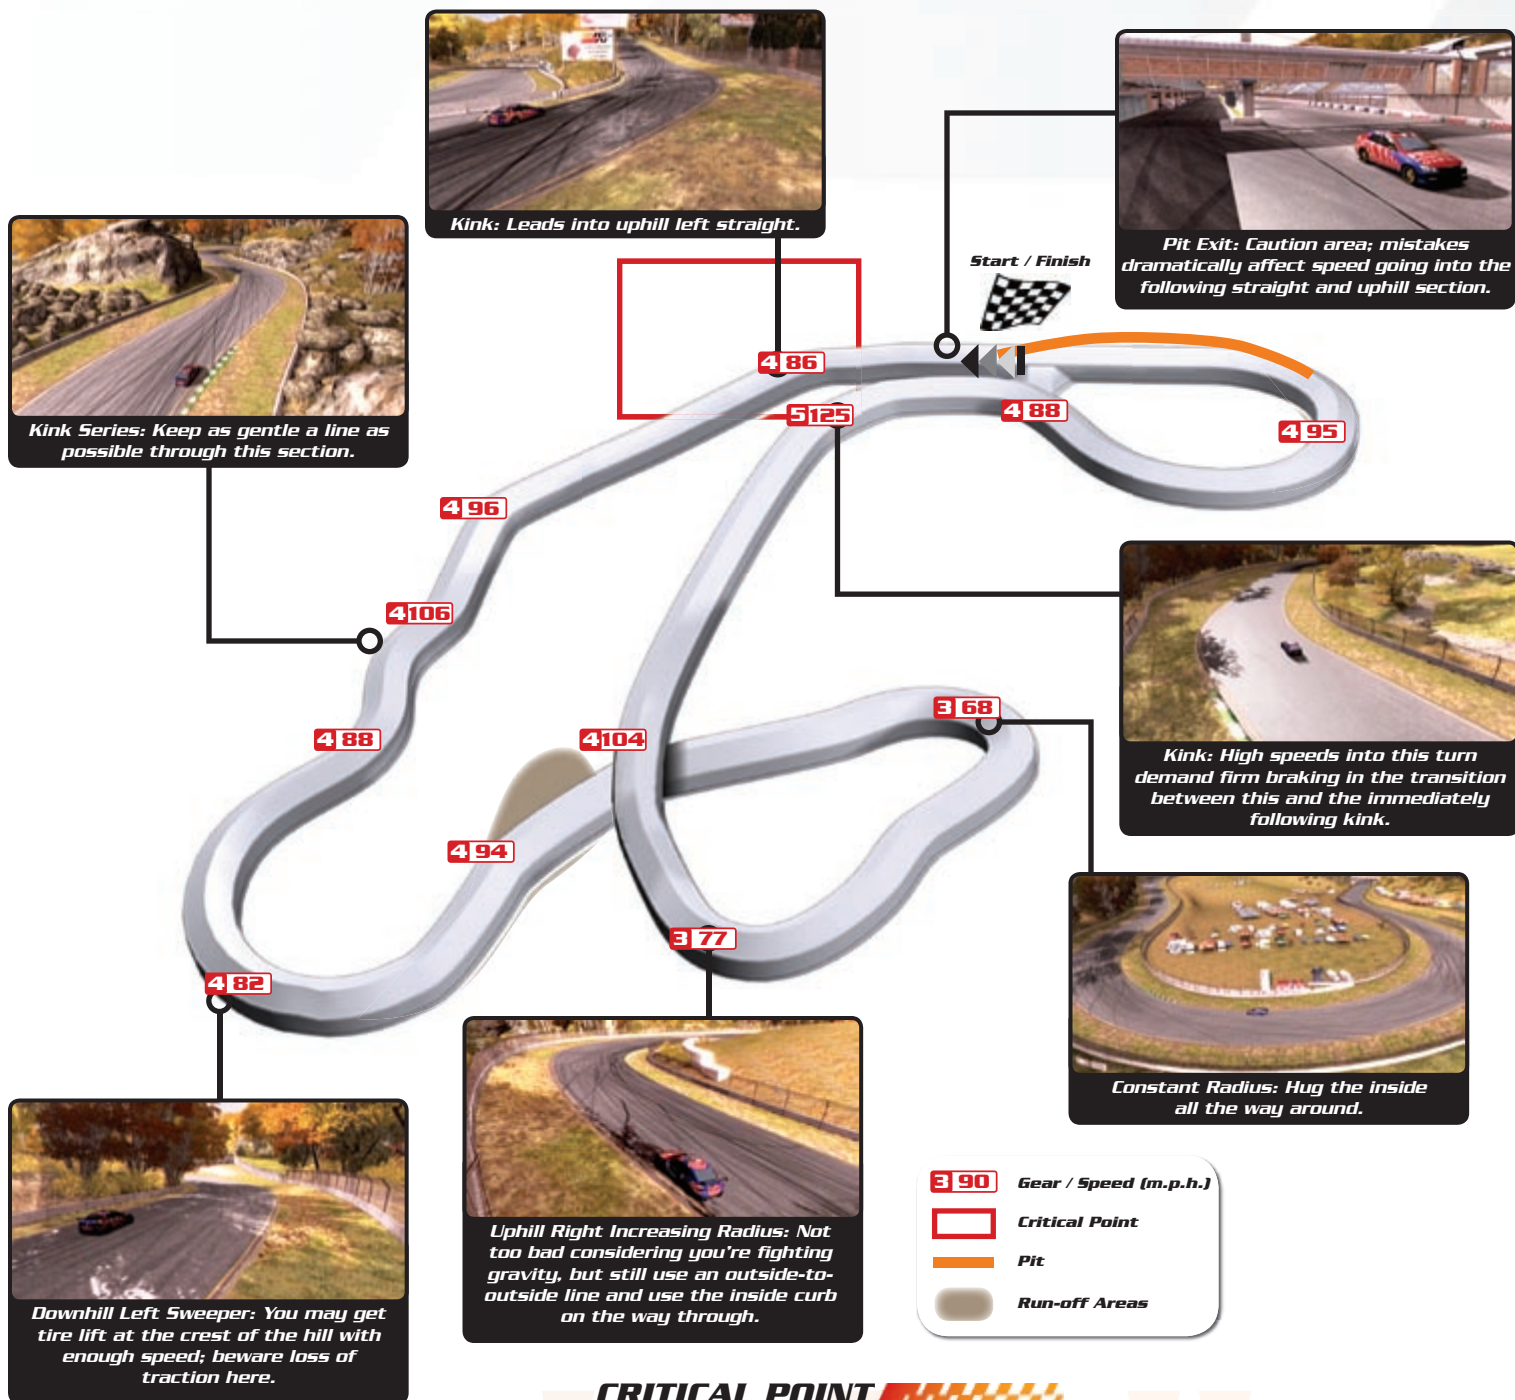 Kink: Leads into uphill left straight.
Pit Exit: Caution area; mistakes
dramatically affect speed going into the
following straight and uphill section.
Start / Finish
Kink Series: Keep as gentle a line as
possible through this section.
4 86
5 125
4 88
4 95
4 96
4 106
4 88
4 104
3 68
Kink: High speeds into this turn
demand firm braking in the transition
between this and the immediately
following kink.
4 94
3 77
4 82
Constant Radius: Hug the inside
all the way around.
Uphill Right Increasing Radius: Not
too bad considering you're fighting
gravity, but still use an outside-to-
outside line and use the inside curb
on the way through.
Downhill Left Sweeper: You may get
tire lift at the crest of the hill with
enough speed; beware loss of
traction here.
3 90 Gear / Speed (m.p.h.)
Critical Point
Pit
Run-off Areas
CRITICAL POINT